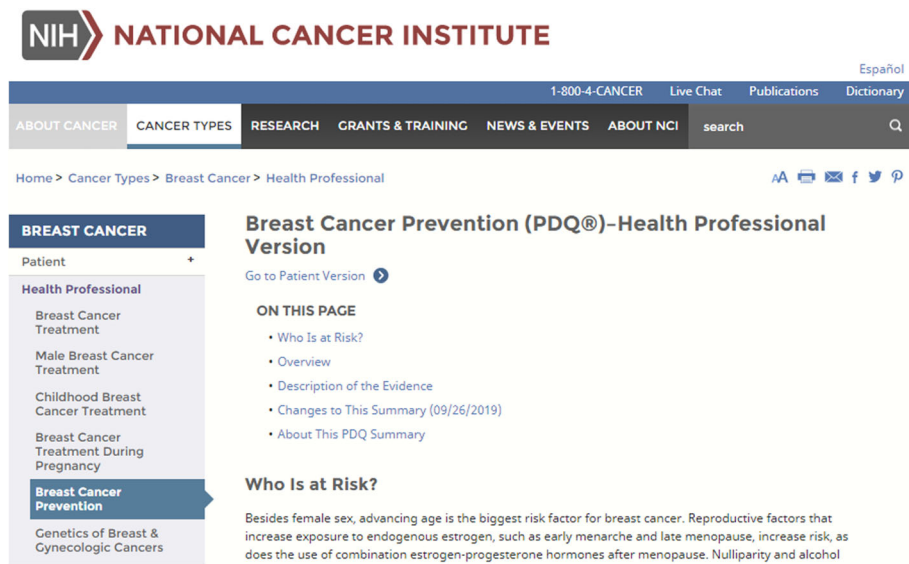 NIH NATIONAL CANCER INSTITUTE
Español
1-800-4-CANCER Live Chat Publications Dictionary
ABOUT CANCER CANCER TYPES RESEARCH GRANTS & TRAINING NEWS & EVENTS ABOUT NCI search
Home > Cancer Types > Breast Cancer > Health Professional
AA
BREAST CANCER
Patient +
Health Professional
Breast Cancer
Treatment
Male Breast Cancer
Treatment
Childhood Breast
Cancer Treatment
Breast Cancer
Treatment During
Pregnancy
Breast Cancer
Prevention
Genetics of Breast &
Gynecologic Cancers
Breast Cancer Prevention (PDQ®)–Health Professional
Version
Go to Patient Version
ON THIS PAGE
• Who Is at Risk?
• Overview
• Description of the Evidence
• Changes to This Summary (09/26/2019)
• About This PDQ Summary
Who Is at Risk?
Besides female sex, advancing age is the biggest risk factor for breast cancer. Reproductive factors that
increase exposure to endogenous estrogen, such as early menarche and late menopause, increase risk, as
does the use of combination estrogen-progesterone hormones after menopause. Nulliparity and alcohol